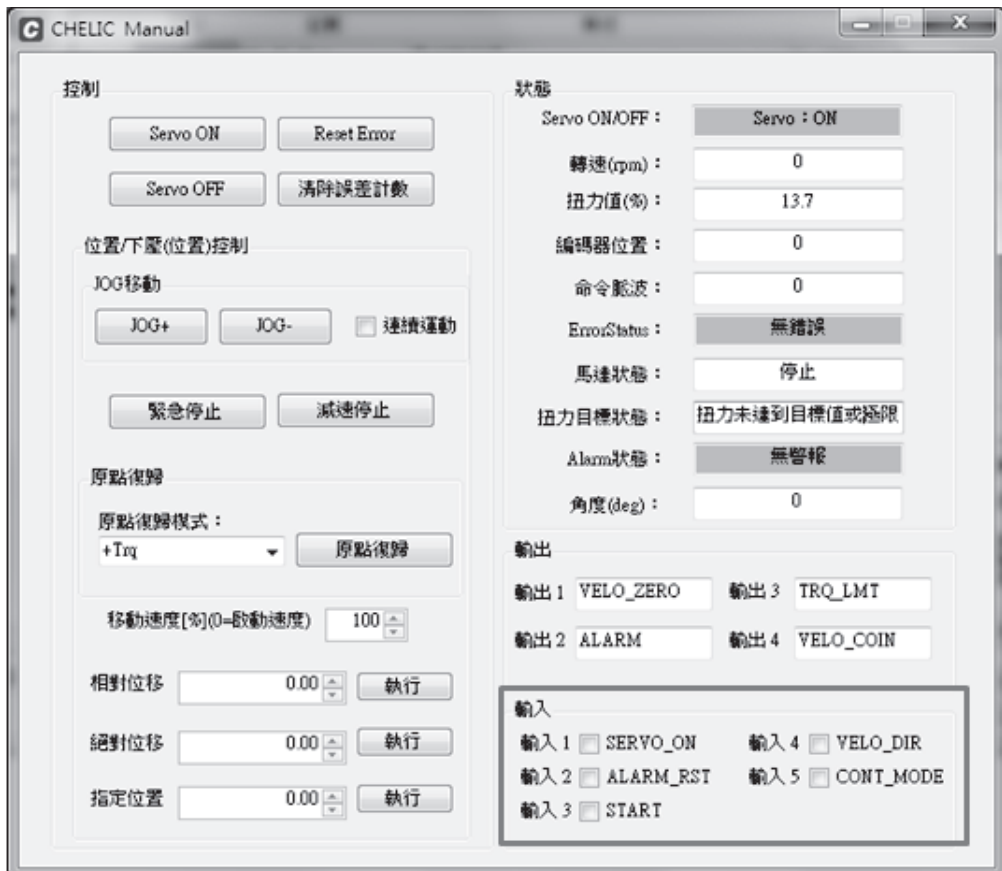 CHELIC Manual
控制
Servo ON
Reset Error
Servo OFF
清除誤差計數
位置/下壓(位置)控制
JOG移動
JOG+
JOG-
連續運動
緊急停止
減速停止
原點復歸
原點復歸模式：
+Trq
原點復歸
移動速度[%](0=啟動速度)
100
相對位移
0.00
執行
絕對位移
0.00
執行
指定位置
0.00
執行
狀態
Servo ON/OFF：
Servo：ON
轉速(rpm)：
0
扭力值(%)：
13.7
編碼器位置：
0
命令脈波：
0
ErrorStatus：
無錯誤
馬達狀態：
停止
扭力目標狀態：
扭力未達到目標值或極限
Alarm狀態：
無警報
角度(deg)：
0
輸出
輸出1 VELO_ZERO
輸出3 TRQ_LMT
輸出2 ALARM
輸出4 VELO_COIN
輸入
輸入1 SERVO_ON
輸入4 VELO_DIR
輸入2 ALARM_RST
輸入5 CONT_MODE
輸入3 START